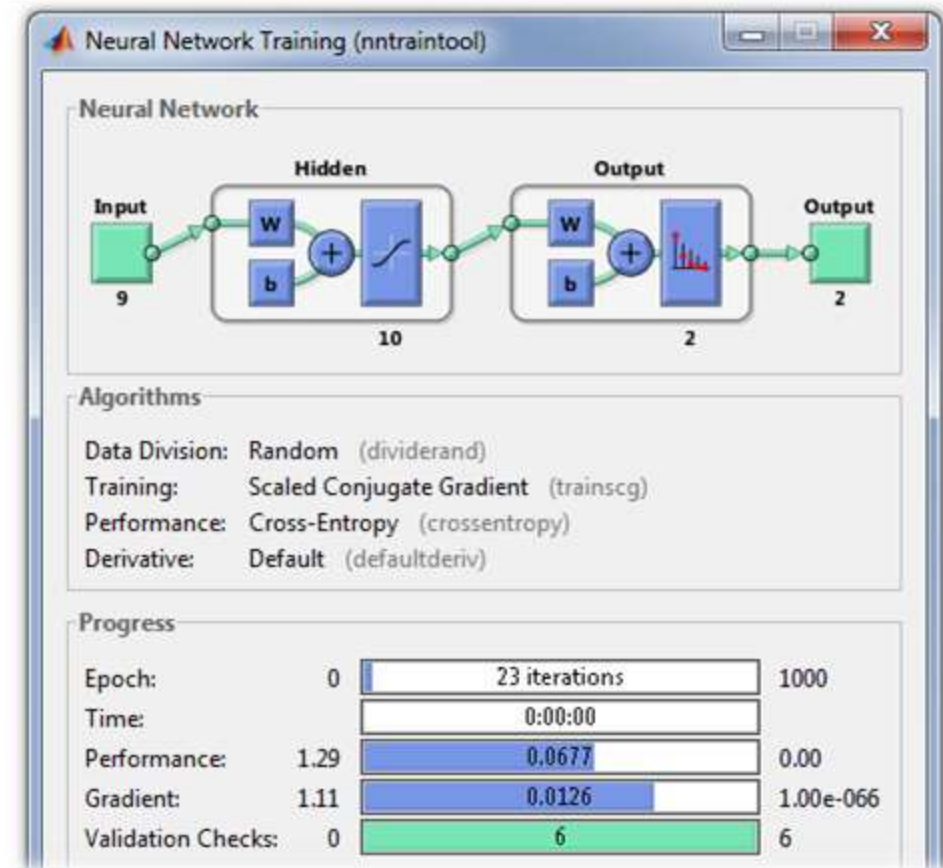 Neural Network Training (nntraintool)
Neural Network
Hidden
Output
Input
Output
W
b
+
W
b
+
9
10
2
2
Algorithms
Data Division: Random (dividerand)
Training: Scaled Conjugate Gradient (trainscg)
Performance: Cross-Entropy (crossentropy)
Derivative: Default (defaultderiv)
Progress
Epoch: 0 23 iterations 1000
Time: 0:00:00
Performance: 1.29 0.0677 0.00
Gradient: 1.11 0.0126 1.00e-066
Validation Checks: 0 6 6